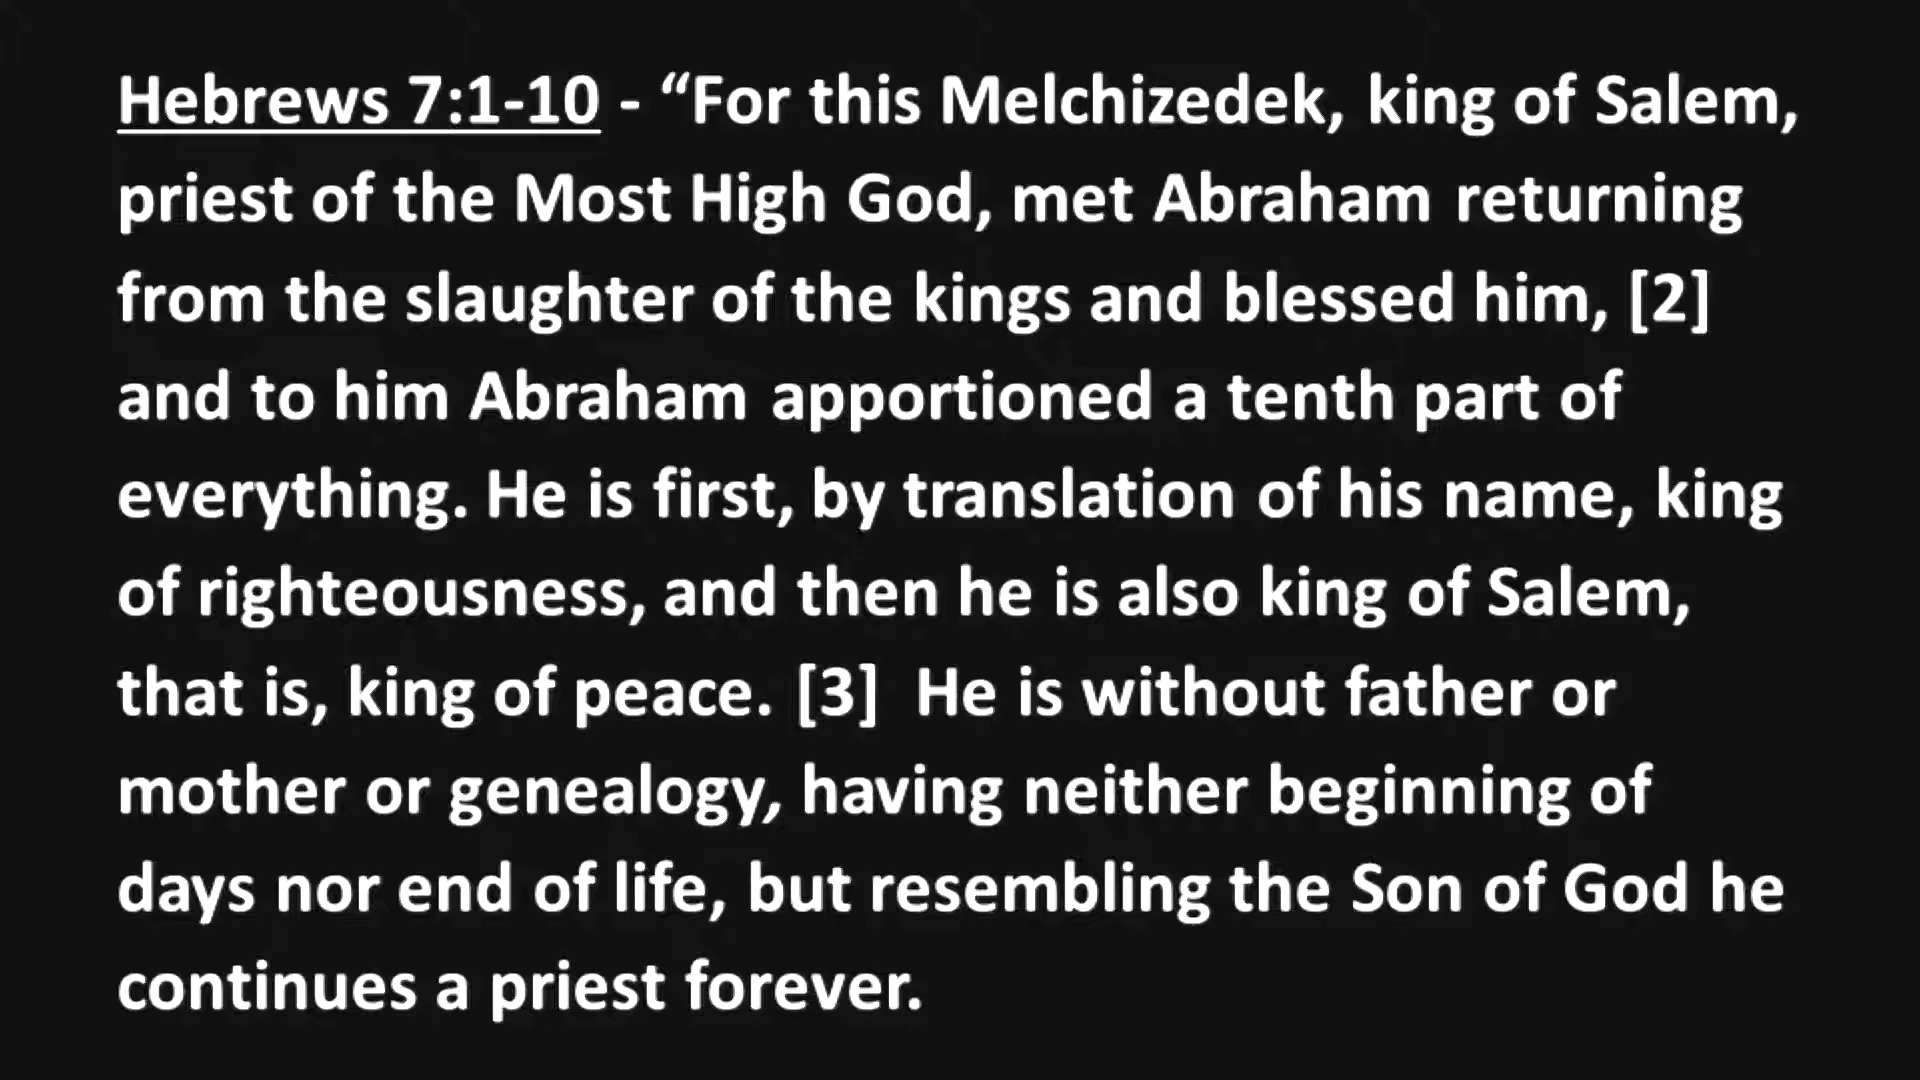 Hebrews 7:1-10 - “For this Melchizedek, king of Salem,
priest of the Most High God, met Abraham returning
from the slaughter of the kings and blessed him, [2]
and to him Abraham apportioned a tenth part of
everything. He is first, by translation of his name, king
of righteousness, and then he is also king of Salem,
that is, king of peace. [3]  He is without father or
mother or genealogy, having neither beginning of
days nor end of life, but resembling the Son of God he
continues a priest forever.